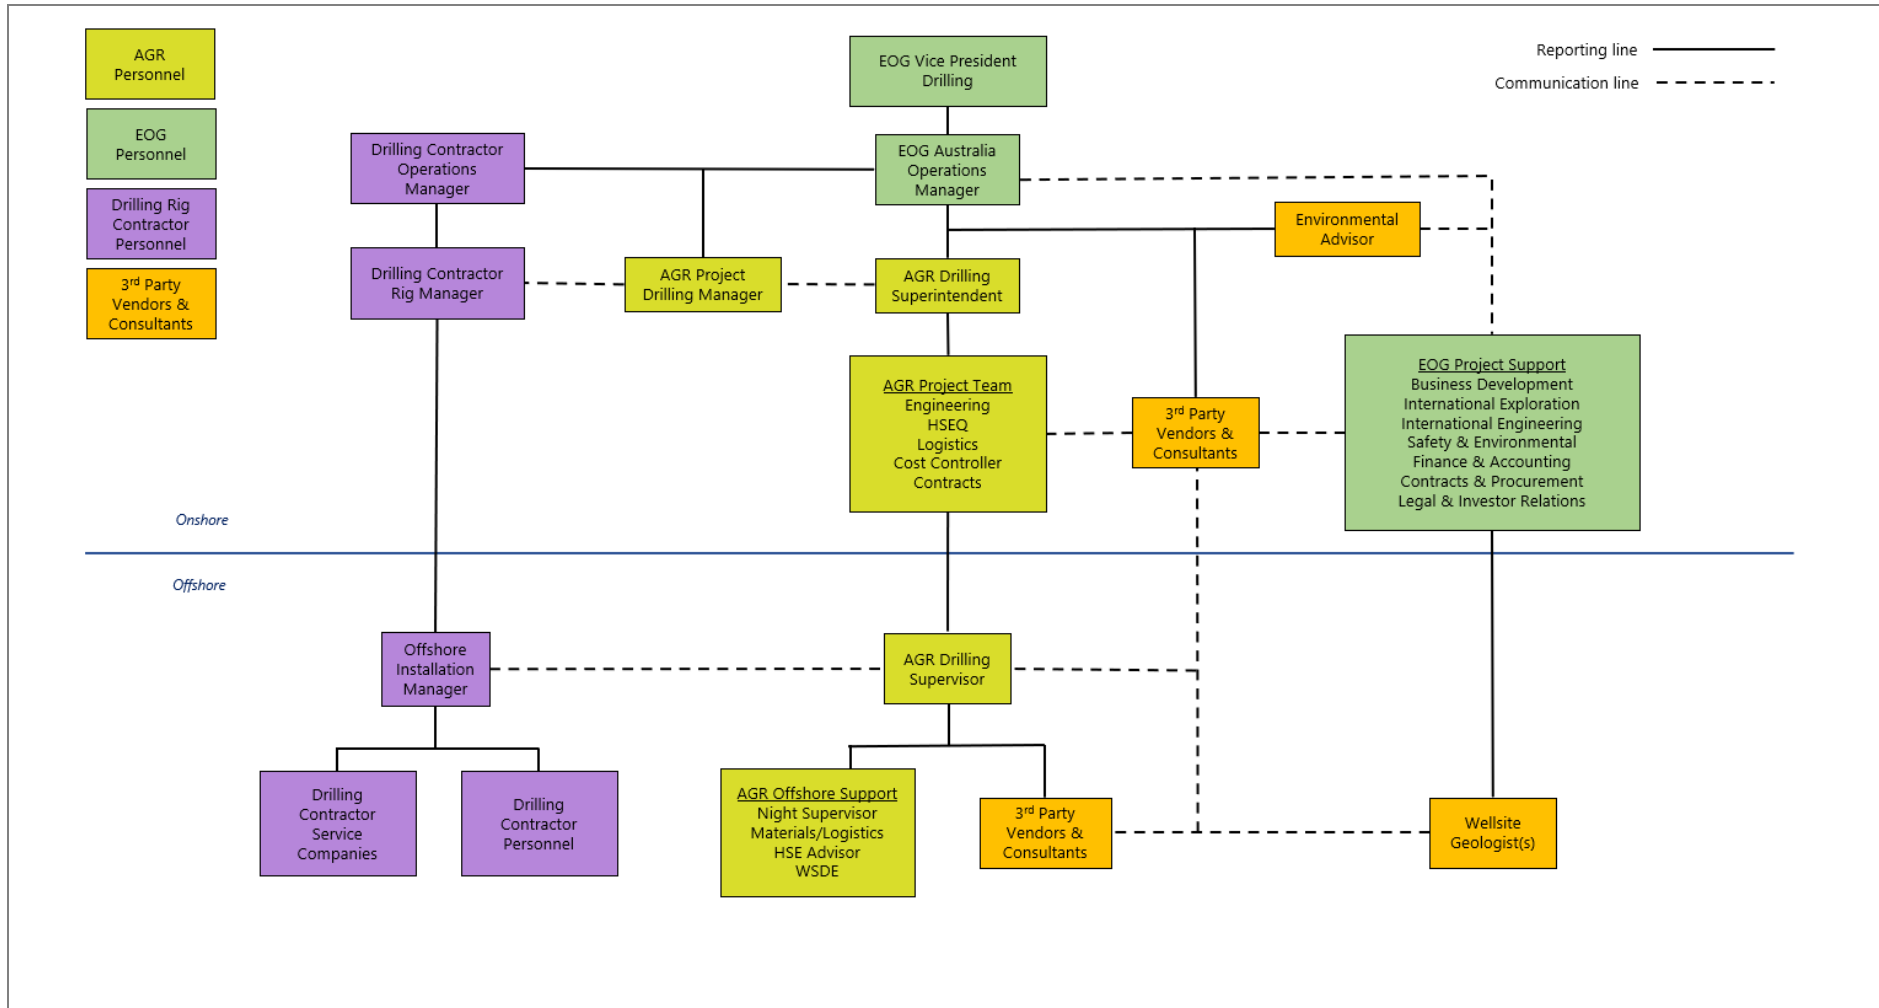 AGR
Personnel
EOG
Personnel
Drilling Rig
Contractor
Personnel
3rd Party
Vendors &
Consultants
EOG Vice President
Drilling
Reporting line
Communication line
Drilling Contractor
Operations
Manager
EOG Australia
Operations
Manager
Environmental
Advisor
Drilling Contractor
Rig Manager
AGR Project
Drilling Manager
AGR Drilling
Superintendent
AGR Project Team
Engineering
HSEQ
Logistics
Cost Controller
Contracts
3rd Party
Vendors &
Consultants
EOG Project Support
Business Development
International Exploration
International Engineering
Safety & Environmental
Finance & Accounting
Contracts & Procurement
Legal & Investor Relations
Onshore
Offshore
Offshore
Installation
Manager
AGR Drilling
Supervisor
Drilling
Contractor
Service
Companies
Drilling
Contractor
Personnel
AGR Offshore Support
Night Supervisor
Materials/Logistics
HSE Advisor
WSDE
3rd Party
Vendors &
Consultants
Wellsite
Geologist(s)